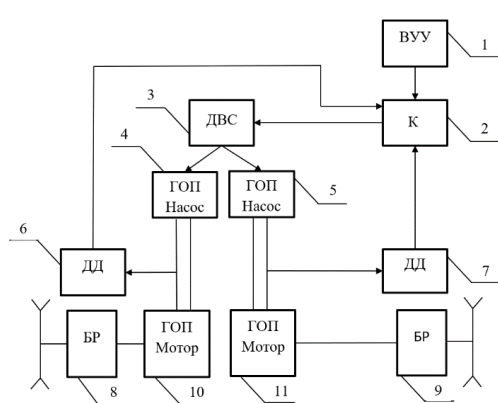 ВУУ
1
3
ДВС
К
2
4
ГОП
Насос
ГОП
Насос
5
6
ДД
ДД
7
БР
ГОП
Мотор
ГОП
Мотор
БР
8
10
11
9